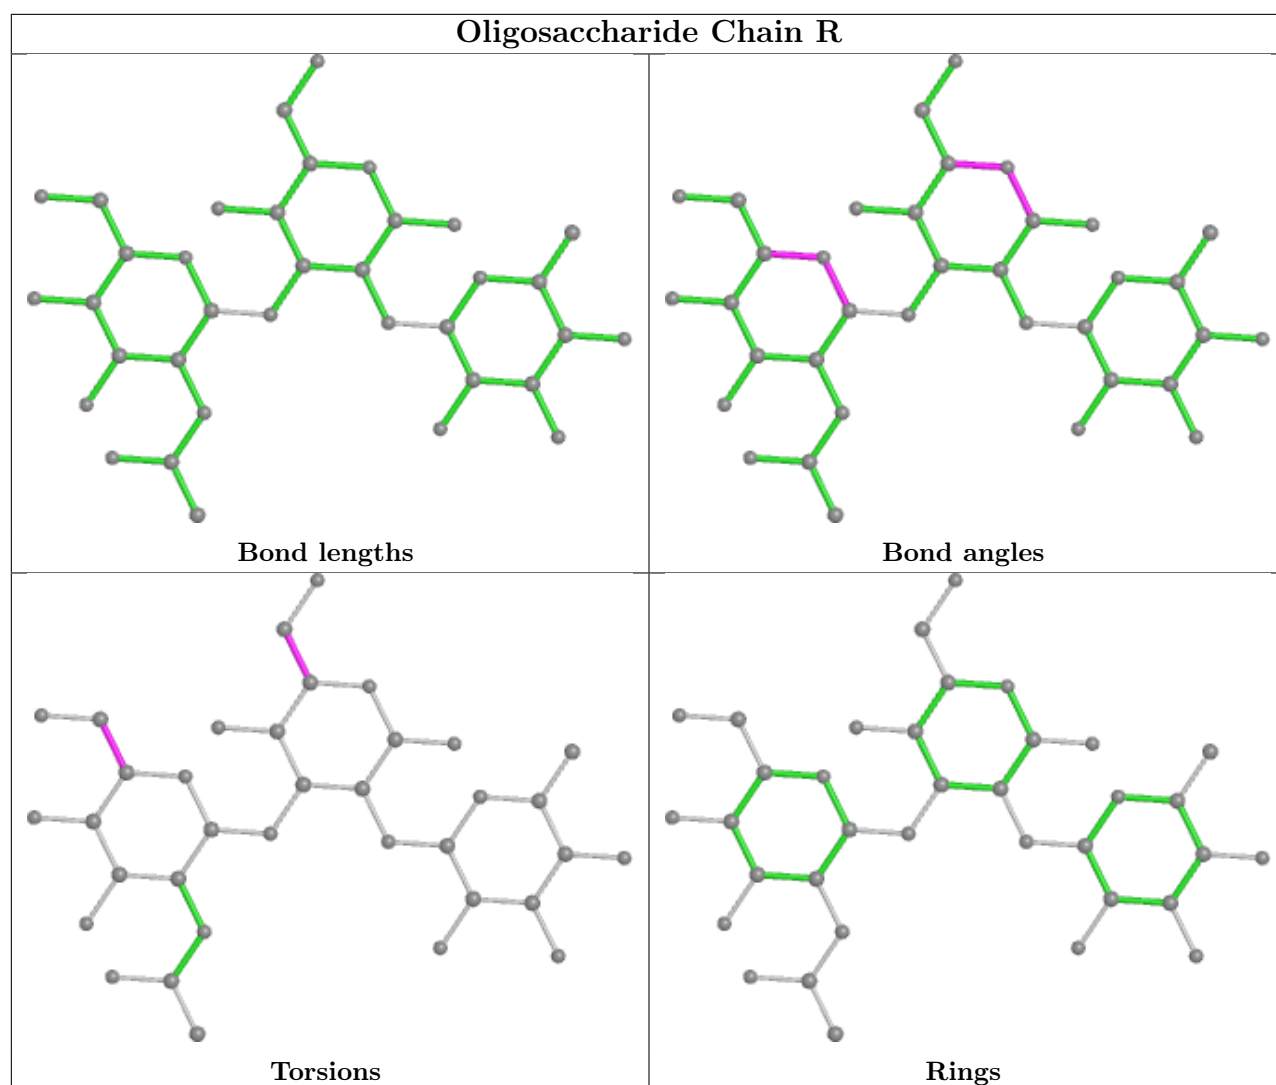 Oligosaccharide Chain R
Bond lengths
Bond angles
Torsions
Rings